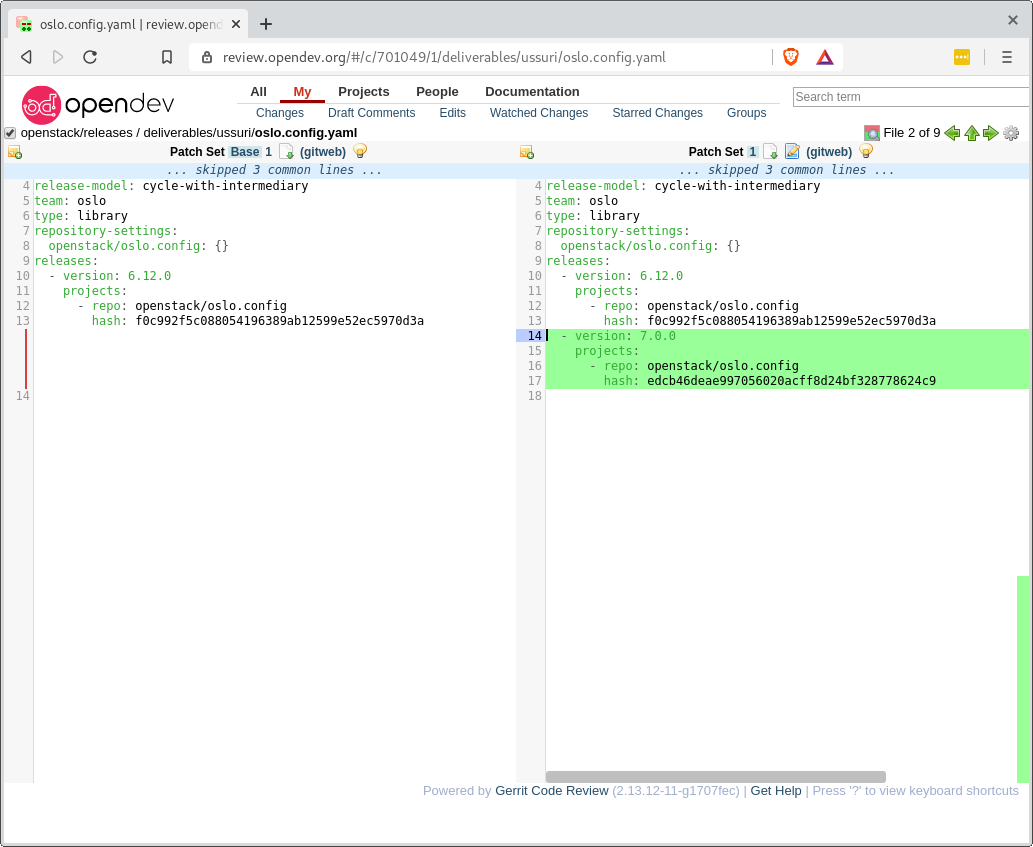 oslo.config.yaml | review.opend
review.opendev.org/#/c/701049/1/deliverables/ussuri/oslo.config.yaml
opendev
All My Projects People Documentation
Changes Draft Comments Edits Watched Changes Starred Changes Groups
Search term
openstack/releases / deliverables/ussuri/oslo.config.yaml
File 2 of 9
Patch Set Base 1 (gitweb)
... skipped 3 common lines ...
4 release-model: cycle-with-intermediary
5 team: oslo
6 type: library
7 repository-settings:
8 openstack/oslo.config: {}
9 releases:
10 - version: 6.12.0
11 projects:
12 - repo: openstack/oslo.config
13 hash: f0c992f5c088054196389ab12599e52ec5970d3a
14
Patch Set 1 (gitweb)
... skipped 3 common lines ...
4 release-model: cycle-with-intermediary
5 team: oslo
6 type: library
7 repository-settings:
8 openstack/oslo.config: {}
9 releases:
10 - version: 6.12.0
11 projects:
12 - repo: openstack/oslo.config
13 hash: f0c992f5c088054196389ab12599e52ec5970d3a
14 - version: 7.0.0
15 projects:
16 - repo: openstack/oslo.config
17 hash: edcb46deae997056020acff8d24bf328778624c9
18
Powered by Gerrit Code Review (2.13.12-11-g1707fec) | Get Help | Press '?' to view keyboard shortcuts